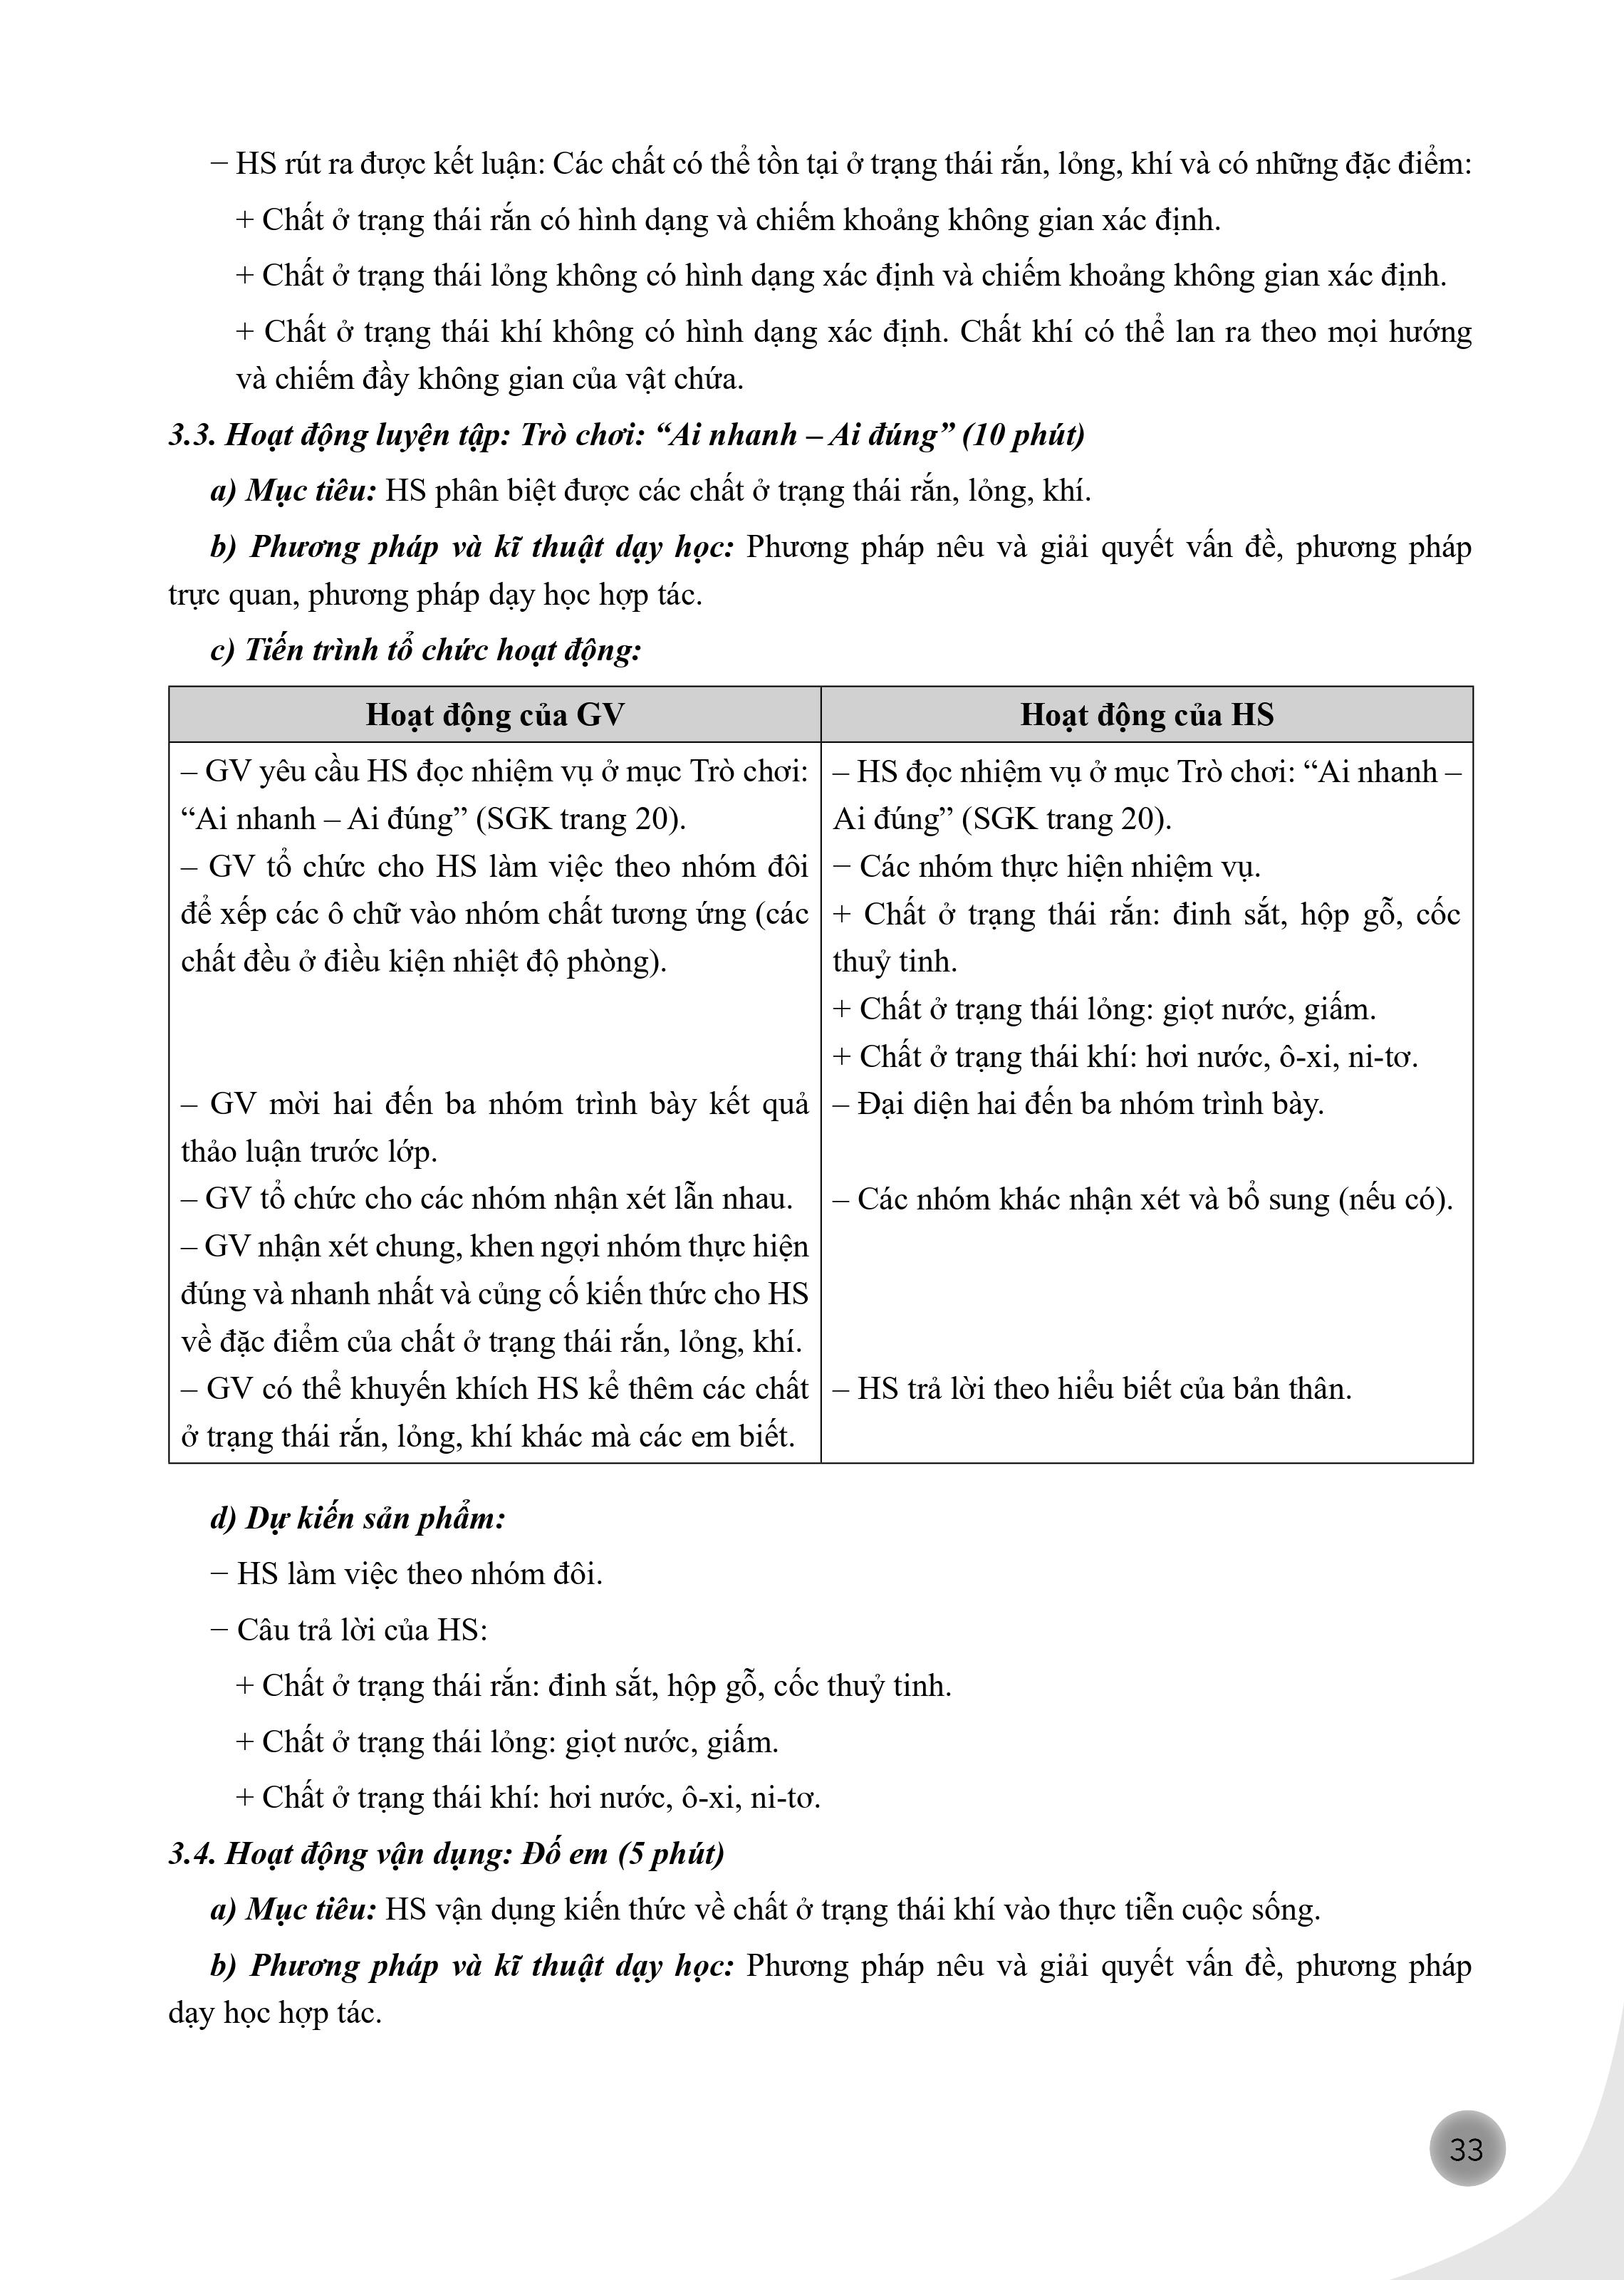 – HS rút ra được kết luận: Các chất có thể tồn tại ở trạng thái rắn, lỏng, khí và có những đặc điểm:
+ Chất ở trạng thái rắn có hình dạng và chiếm khoảng không gian xác định.
+ Chất ở trạng thái lỏng không có hình dạng xác định và chiếm khoảng không gian xác định.
+ Chất ở trạng thái khí không có hình dạng xác định. Chất khí có thể lan ra theo mọi hướng
và chiếm đầy không gian của vật chứa.
3.3. Hoạt động luyện tập: Trò chơi: “Ai nhanh – Ai đúng” (10 phút)
a) Mục tiêu: HS phân biệt được các chất ở trạng thái rắn, lỏng, khí.
b) Phương pháp và kĩ thuật dạy học: Phương pháp nêu và giải quyết vấn đề, phương pháp
trực quan, phương pháp dạy học hợp tác.
c) Tiến trình tổ chức hoạt động:
Hoạt động của GV
– GV yêu cầu HS đọc nhiệm vụ ở mục Trò chơi:
“Ai nhanh – Ai đúng” (SGK trang 20).
– GV tổ chức cho HS làm việc theo nhóm đôi
để xếp các ô chữ vào nhóm chất tương ứng (các
chất đều ở điều kiện nhiệt độ phòng).
– GV mời hai đến ba nhóm trình bày kết quả
thảo luận trước lớp.
– GV tổ chức cho các nhóm nhận xét lẫn nhau.
– GV nhận xét chung, khen ngợi nhóm thực hiện
đúng và nhanh nhất và củng cố kiến thức cho HS
về đặc điểm của chất ở trạng thái rắn, lỏng, khí.
– GV có thể khuyến khích HS kể thêm các chất
ở trạng thái rắn, lỏng, khí khác mà các em biết.
Hoạt động của HS
– HS đọc nhiệm vụ ở mục Trò chơi: “Ai nhanh –
Ai đúng” (SGK trang 20).
– Các nhóm thực hiện nhiệm vụ.
+ Chất ở trạng thái rắn: đinh sắt, hộp gỗ, cốc
thuỷ tinh.
+ Chất ở trạng thái lỏng: giọt nước, giấm.
+ Chất ở trạng thái khí: hơi nước, ô-xi, ni-tơ.
– Đại diện hai đến ba nhóm trình bày.
– Các nhóm khác nhận xét và bổ sung (nếu có).
– HS trả lời theo hiểu biết của bản thân.
d) Dự kiến sản phẩm:
– HS làm việc theo nhóm đôi.
– Câu trả lời của HS:
+ Chất ở trạng thái rắn: đinh sắt, hộp gỗ, cốc thuỷ tinh.
+ Chất ở trạng thái lỏng: giọt nước, giấm.
+ Chất ở trạng thái khí: hơi nước, ô-xi, ni-tơ.
3.4. Hoạt động vận dụng: Đố em (5 phút)
a) Mục tiêu: HS vận dụng kiến thức về chất ở trạng thái khí vào thực tiễn cuộc sống.
b) Phương pháp và kĩ thuật dạy học: Phương pháp nêu và giải quyết vấn đề, phương pháp
dạy học hợp tác.
33